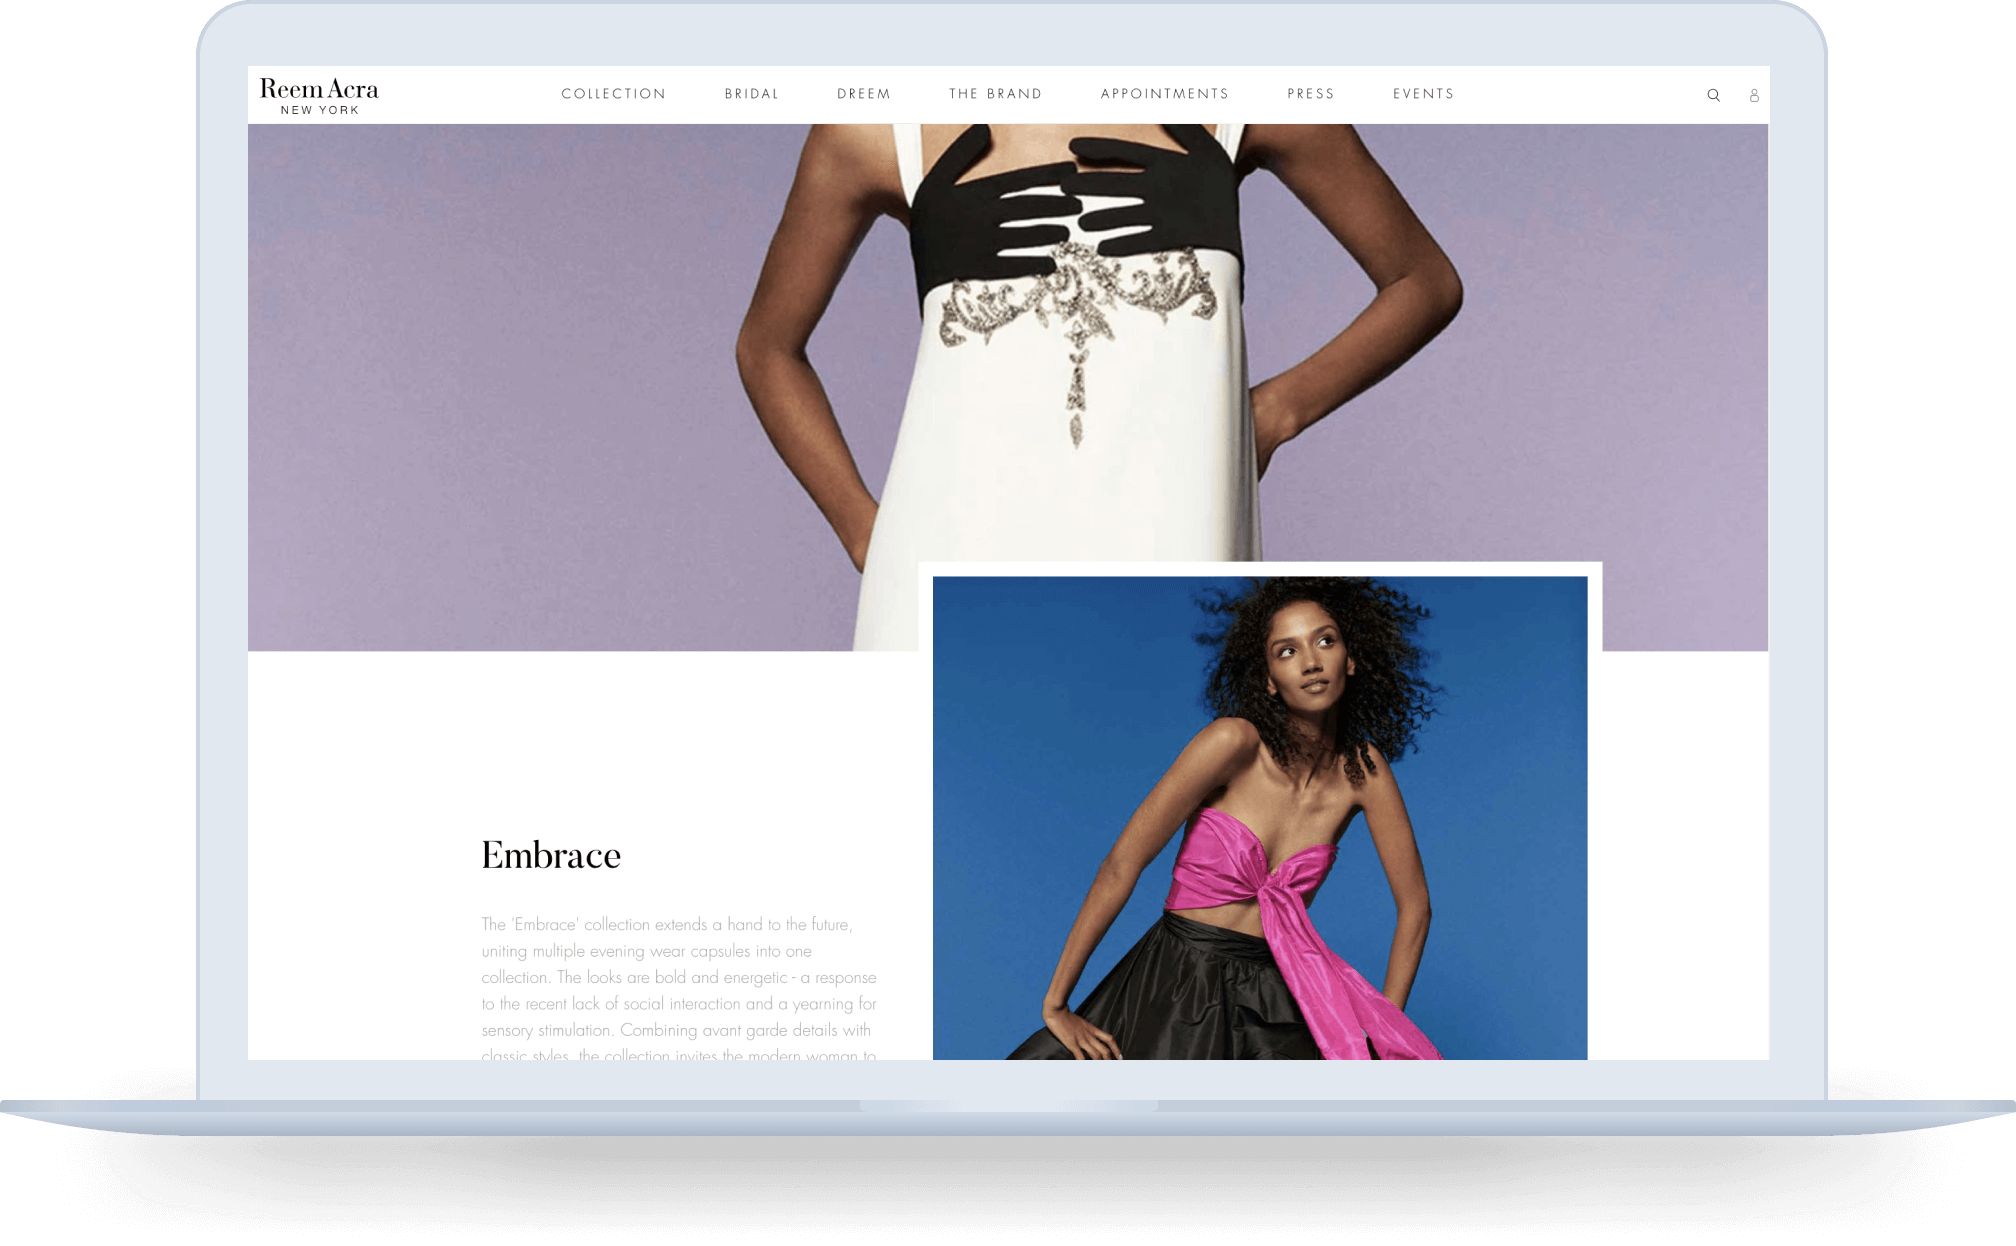 Reem Acra
NEW YORK
COLLECTION BRIDAL DREEM THE BRAND APPOINTMENTS PRESS EVENTS
Embrace
The 'Embrace' collection extends a hand to the future,
uniting multiple evening wear capsules into one
collection. The looks are bold and energetic - a response
to the recent lack of social interaction and a yearning for
sensory stimulation. Combining avant garde details with
classic styles, the collection invites the modern woman to